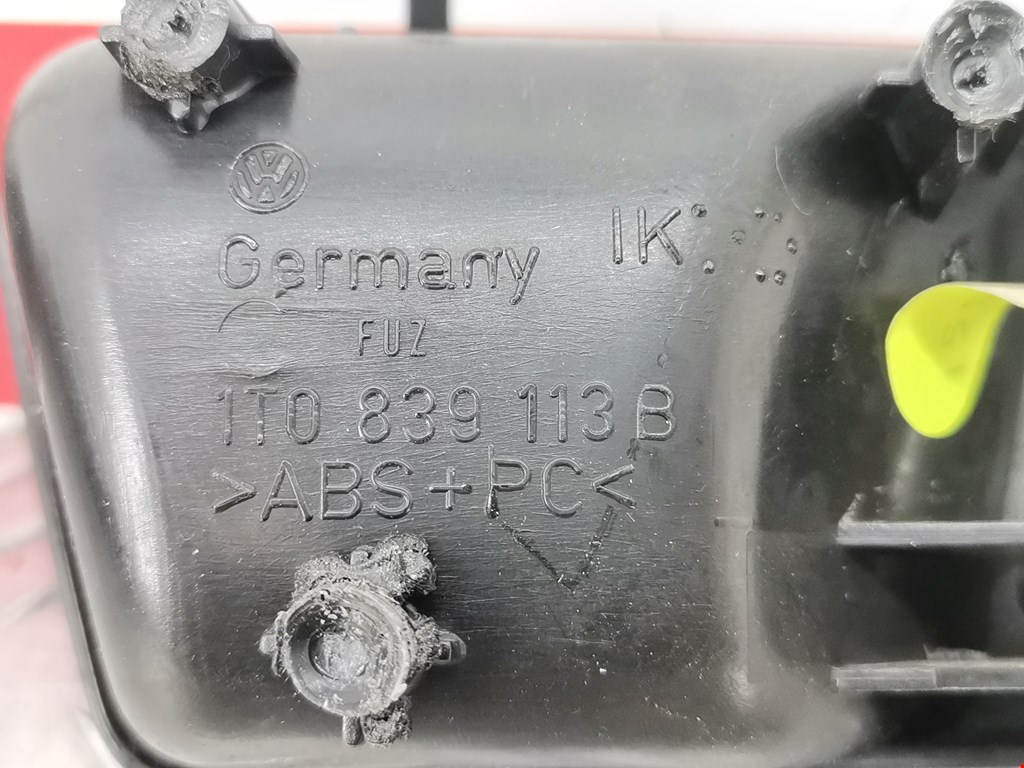 Germany IK
FUZ
1T0 839 113 B
>ABS+PC<